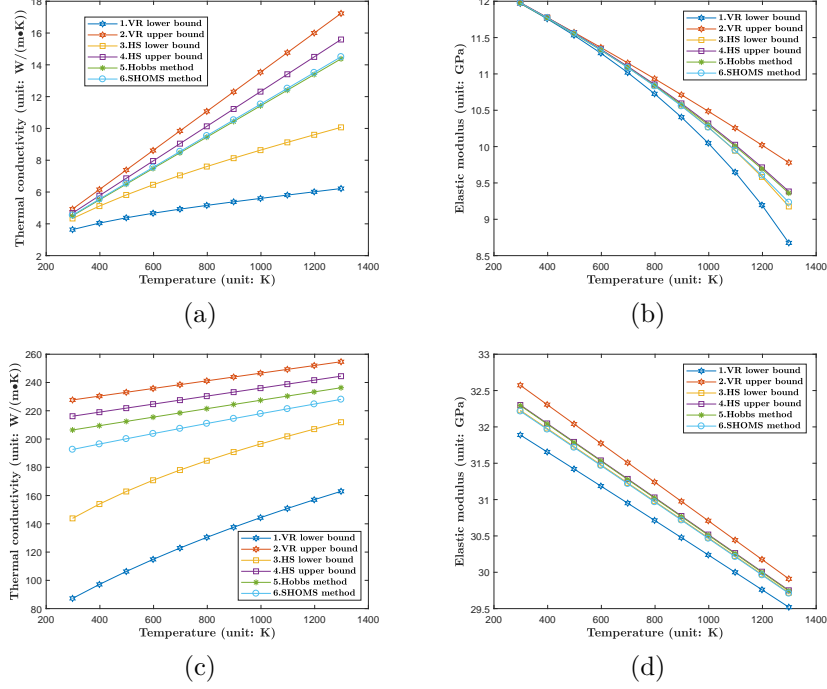 18
16
14
12
10
8
6
4
2
Thermal conductivity (unit: W/(m•K))
1.VR lower bound
2.VR upper bound
3.HS lower bound
4.HS upper bound
5.Hobbs method
6.SHOMS method
200 400 600 800 1000 1200 1400
Temperature (unit: K)
(a)
12
11.5
11
10.5
10
9.5
9
8.5
Elastic modulus (unit: GPa)
1.VR lower bound
2.VR upper bound
3.HS lower bound
4.HS upper bound
5.Hobbs method
6.SHOMS method
200 400 600 800 1000 1200 1400
Temperature (unit: K)
(b)
260
240
220
200
180
160
140
120
100
80
Thermal conductivity (unit: W/(m•K))
1.VR lower bound
2.VR upper bound
3.HS lower bound
4.HS upper bound
5.Hobbs method
6.SHOMS method
200 400 600 800 1000 1200 1400
Temperature (unit: K)
(c)
33
32.5
32
31.5
31
30.5
30
29.5
Elastic modulus (unit: GPa)
1.VR lower bound
2.VR upper bound
3.HS lower bound
4.HS upper bound
5.Hobbs method
6.SHOMS method
200 400 600 800 1000 1200 1400
Temperature (unit: K)
(d)